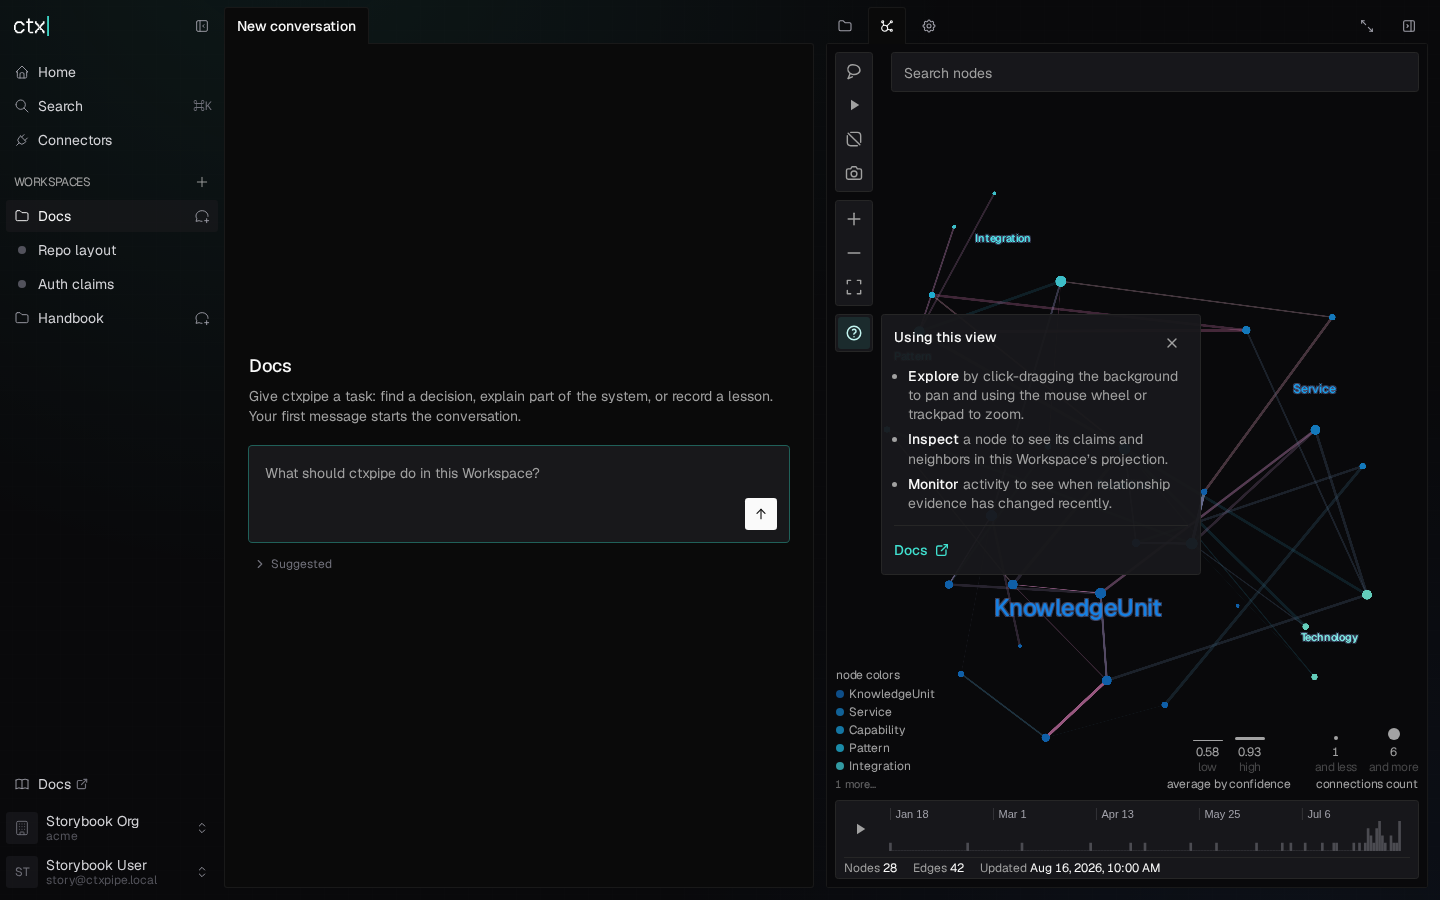 ctx
Home
Search ⌘K
Connectors
WORKSPACES
Docs
Repo layout
Auth claims
Handbook
Docs
Storybook Org
acme
ST
Storybook User
story@ctxpipe.local
New conversation
Docs
Give ctxpipe a task: find a decision, explain part of the system, or record a lesson.
Your first message starts the conversation.
What should ctxpipe do in this Workspace?
Suggested
Search nodes
Integration
Pattern
Service
KnowledgeUnit
Technology
Using this view
Explore by click-dragging the background
to pan and using the mouse wheel or
trackpad to zoom.
Inspect a node to see its claims and
neighbors in this Workspace's projection.
Monitor activity to see when relationship
evidence has changed recently.
Docs
node colors
KnowledgeUnit
Service
Capability
Pattern
Integration
1 more...
0.58 0.93
low high
average by confidence
1 6
and less and more
connections count
Jan 18 Mar 1 Apr 13 May 25 Jul 6
Nodes 28 Edges 42 Updated Aug 16, 2026, 10:00 AM